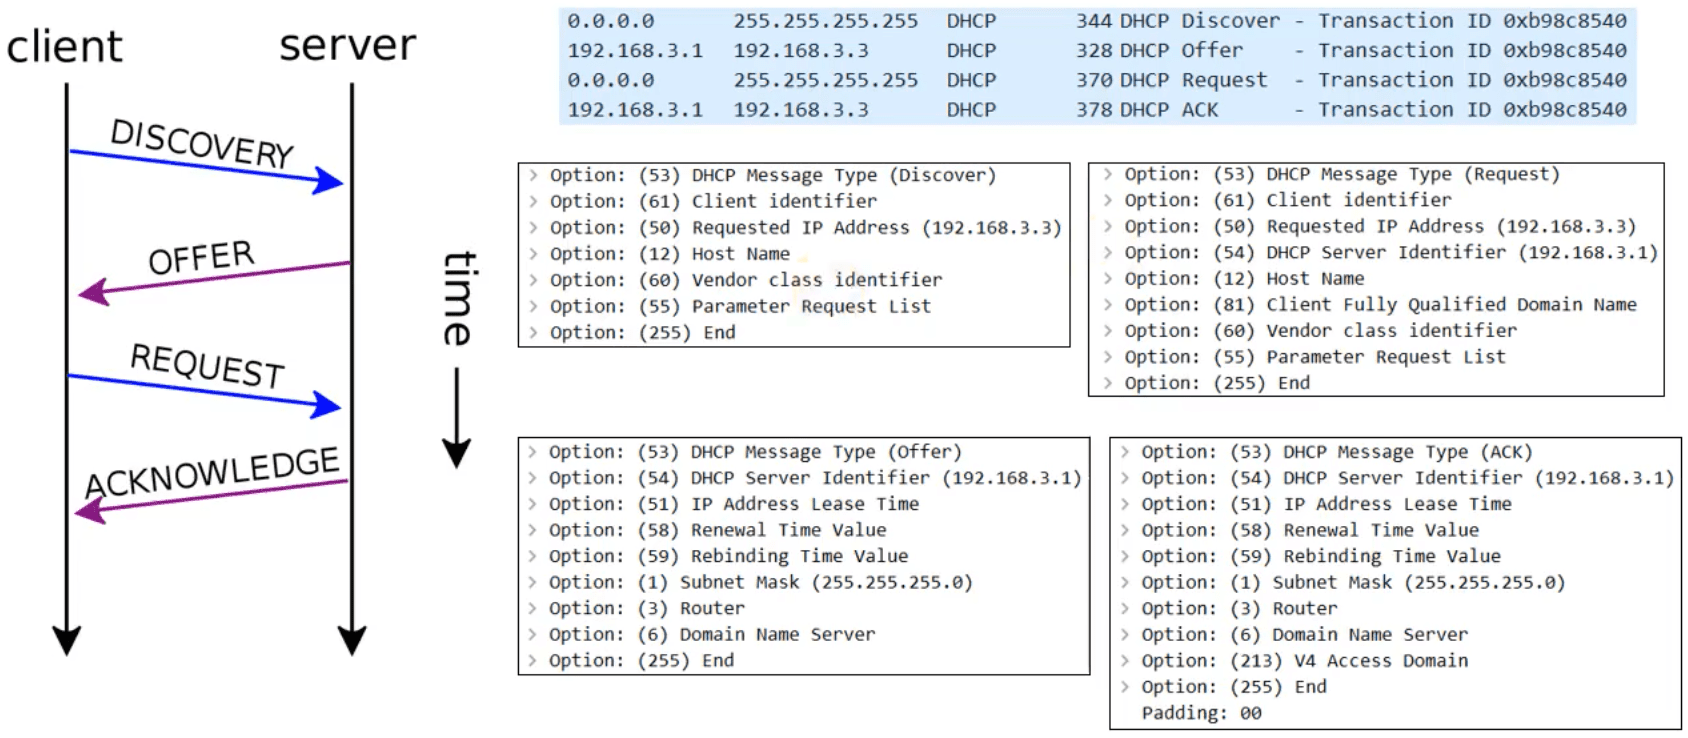 client
server
DISCOVERY
OFFER
REQUEST
ACKNOWLEDGE
time
0.0.0.0 255.255.255.255 DHCP 344 DHCP Discover - Transaction ID 0xb98c8540
192.168.3.1 192.168.3.3 DHCP 328 DHCP Offer - Transaction ID 0xb98c8540
0.0.0.0 255.255.255.255 DHCP 370 DHCP Request - Transaction ID 0xb98c8540
192.168.3.1 192.168.3.3 DHCP 378 DHCP ACK - Transaction ID 0xb98c8540
Option: (53) DHCP Message Type (Discover)
Option: (61) Client identifier
Option: (50) Requested IP Address (192.168.3.3)
Option: (12) Host Name
Option: (60) Vendor class identifier
Option: (55) Parameter Request List
Option: (255) End
Option: (53) DHCP Message Type (Request)
Option: (61) Client identifier
Option: (50) Requested IP Address (192.168.3.3)
Option: (54) DHCP Server Identifier (192.168.3.1)
Option: (12) Host Name
Option: (81) Client Fully Qualified Domain Name
Option: (60) Vendor class identifier
Option: (55) Parameter Request List
Option: (255) End
Option: (53) DHCP Message Type (Offer)
Option: (54) DHCP Server Identifier (192.168.3.1)
Option: (51) IP Address Lease Time
Option: (58) Renewal Time Value
Option: (59) Rebinding Time Value
Option: (1) Subnet Mask (255.255.255.0)
Option: (3) Router
Option: (6) Domain Name Server
Option: (255) End
Option: (53) DHCP Message Type (ACK)
Option: (54) DHCP Server Identifier (192.168.3.1)
Option: (51) IP Address Lease Time
Option: (58) Renewal Time Value
Option: (59) Rebinding Time Value
Option: (1) Subnet Mask (255.255.255.0)
Option: (3) Router
Option: (6) Domain Name Server
Option: (213) V4 Access Domain
Option: (255) End
Padding: 00